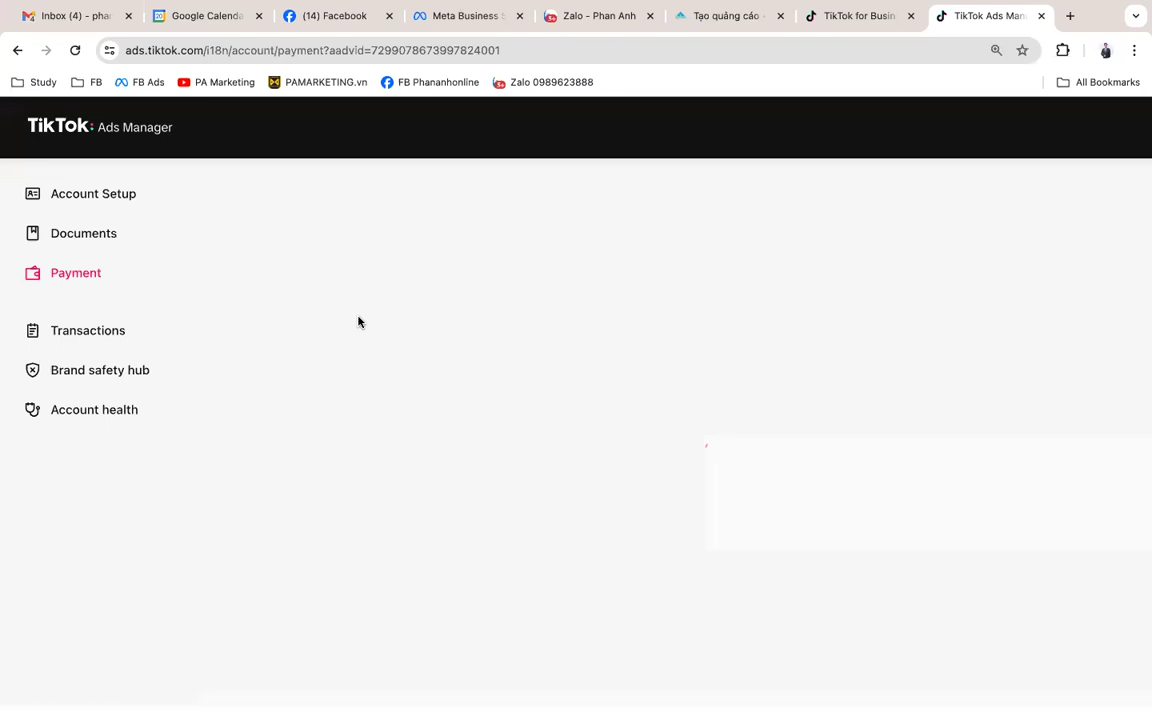 Inbox (4) - phan
Google Calenda
(14) Facebook
Meta Business S
Zalo - Phan Anh
Tạo quảng cáo -
TikTok for Busin
TikTok Ads Man
ads.tiktok.com/i18n/account/payment?aadvid=7299078673997824001
Study
FB
FB Ads
PA Marketing
PAMARKETING.vn
FB Phananhonline
Zalo 0989623888
All Bookmarks
TikTok: Ads Manager
Account Setup
Documents
Payment
Transactions
Brand safety hub
Account health